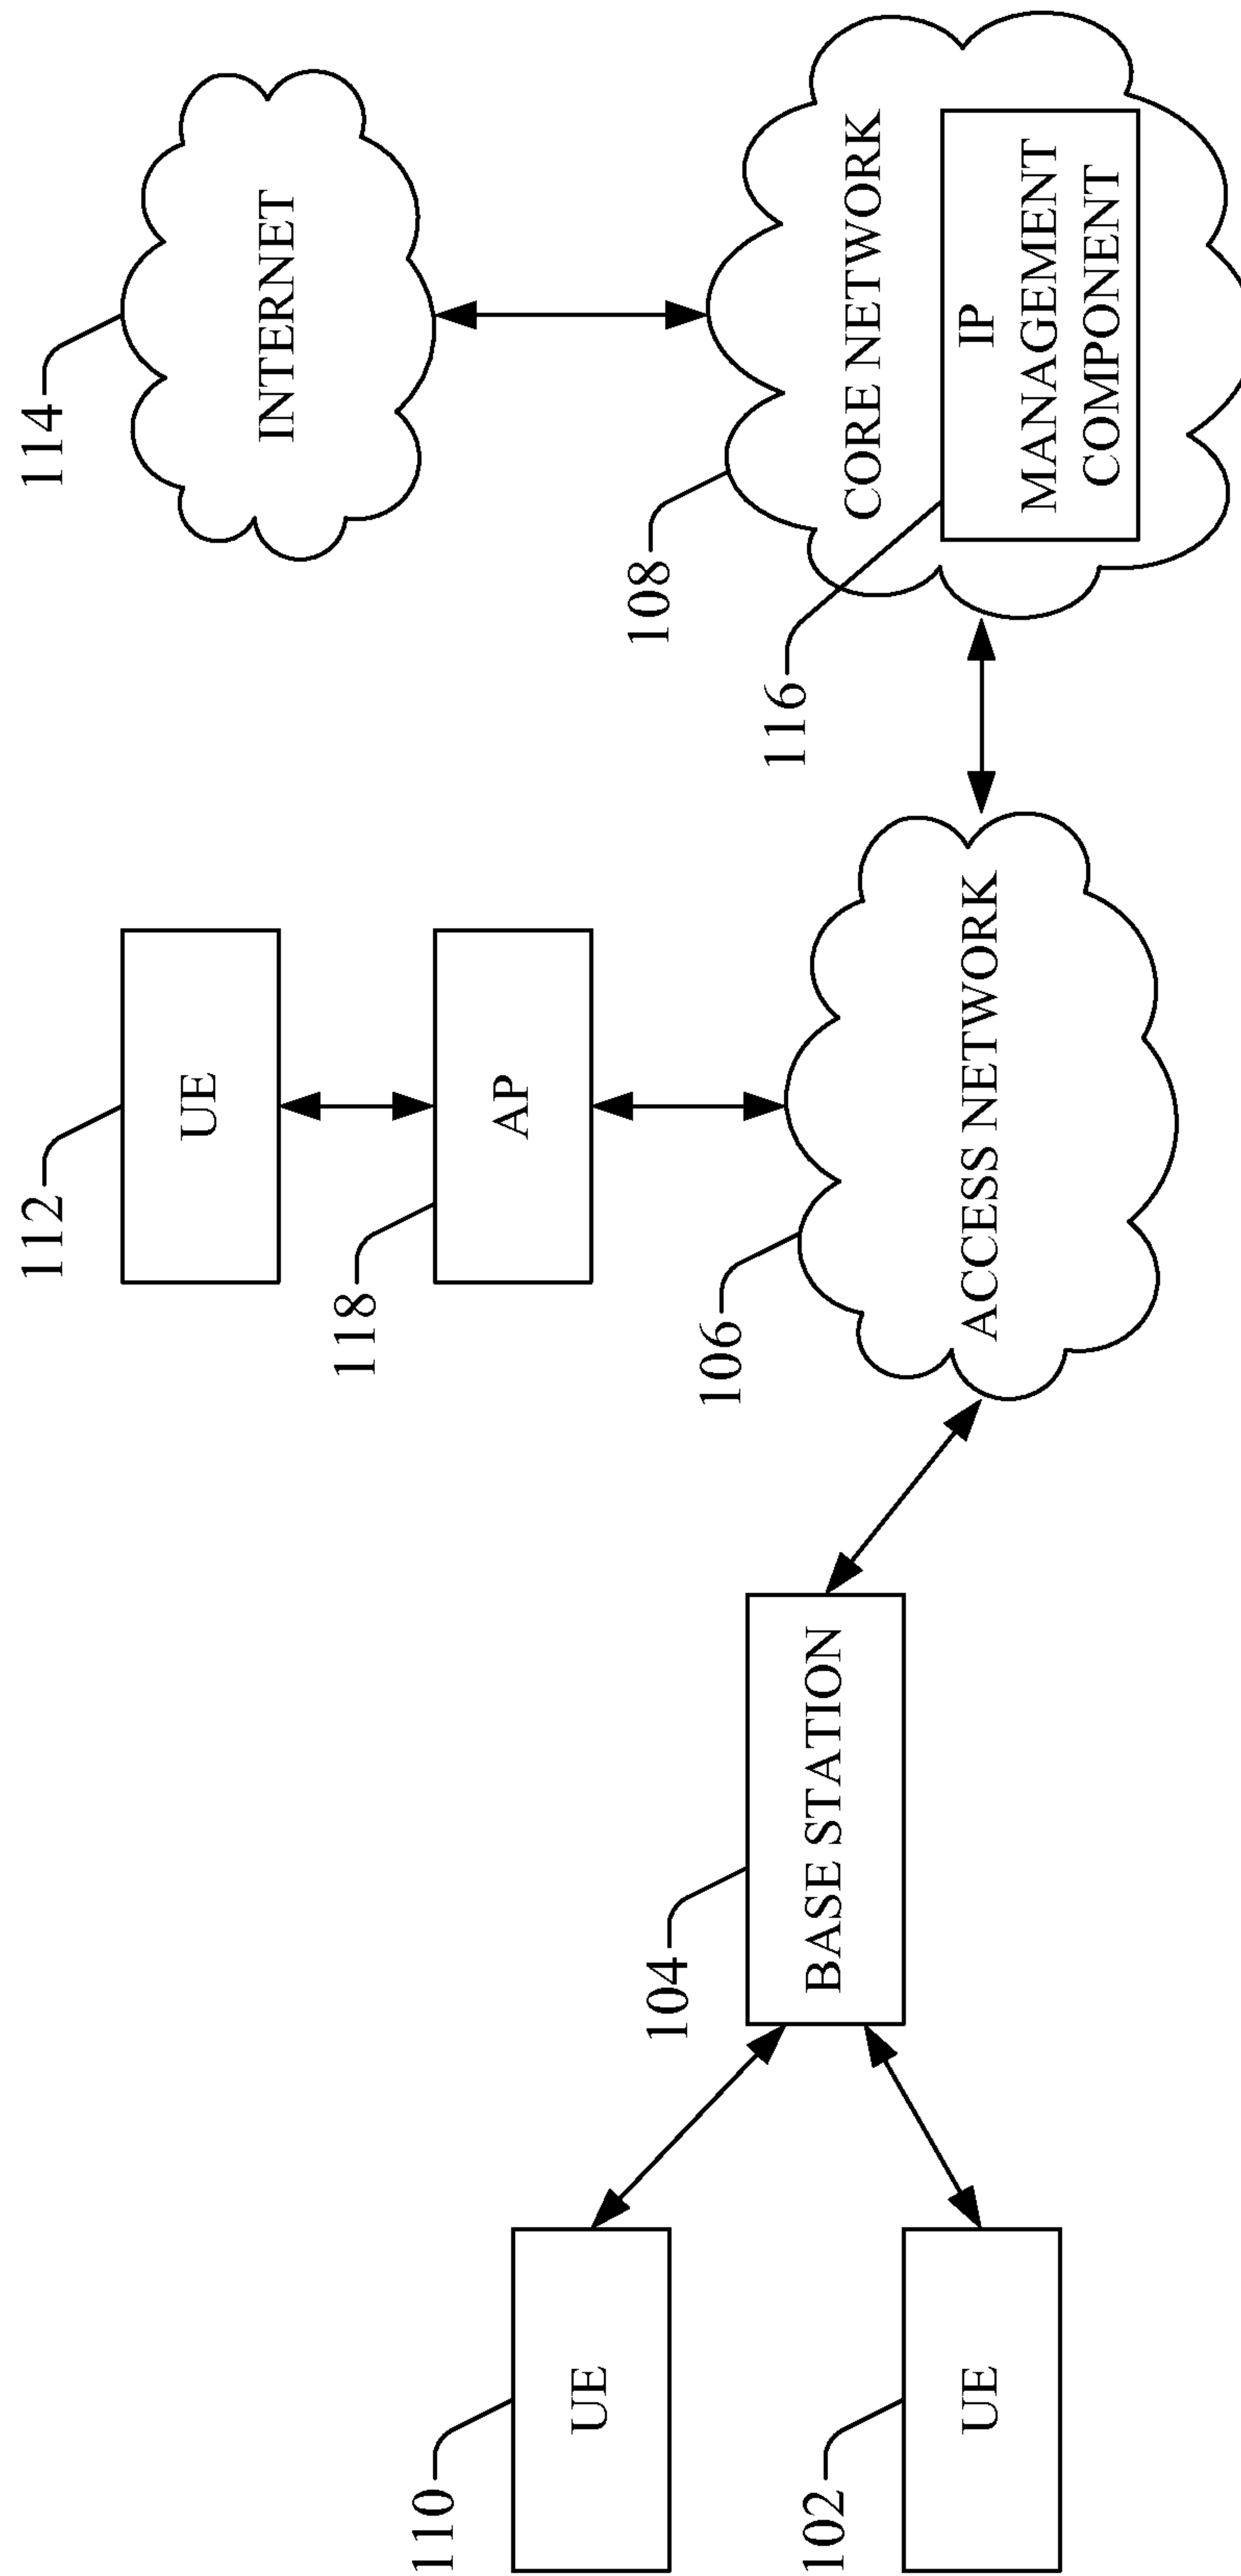 114
INTERNET
112
UE
118
AP
108
CORE NETWORK
116
IP
MANAGEMENT
COMPONENT
106
ACCESS NETWORK
104
BASE STATION
110
UE
102
UE